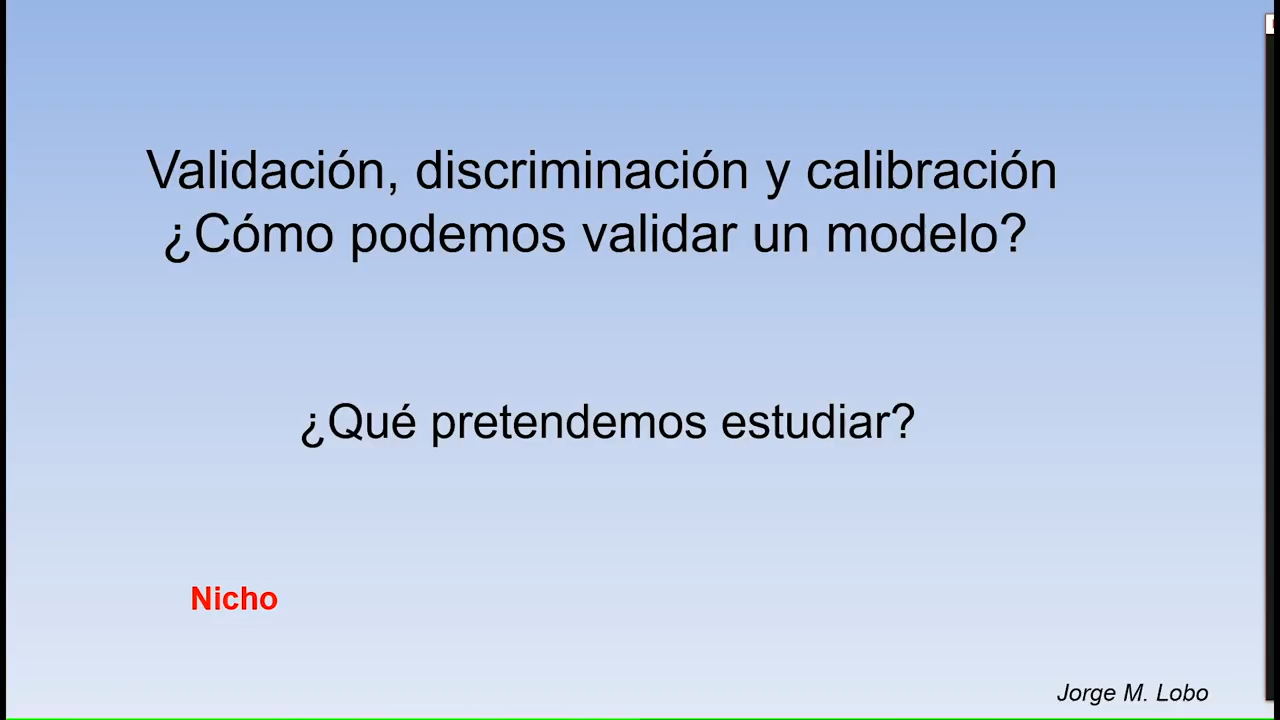 Validación, discriminación y calibración
¿Cómo podemos validar un modelo?
¿Qué pretendemos estudiar?
Nicho
Jorge M. Lobo